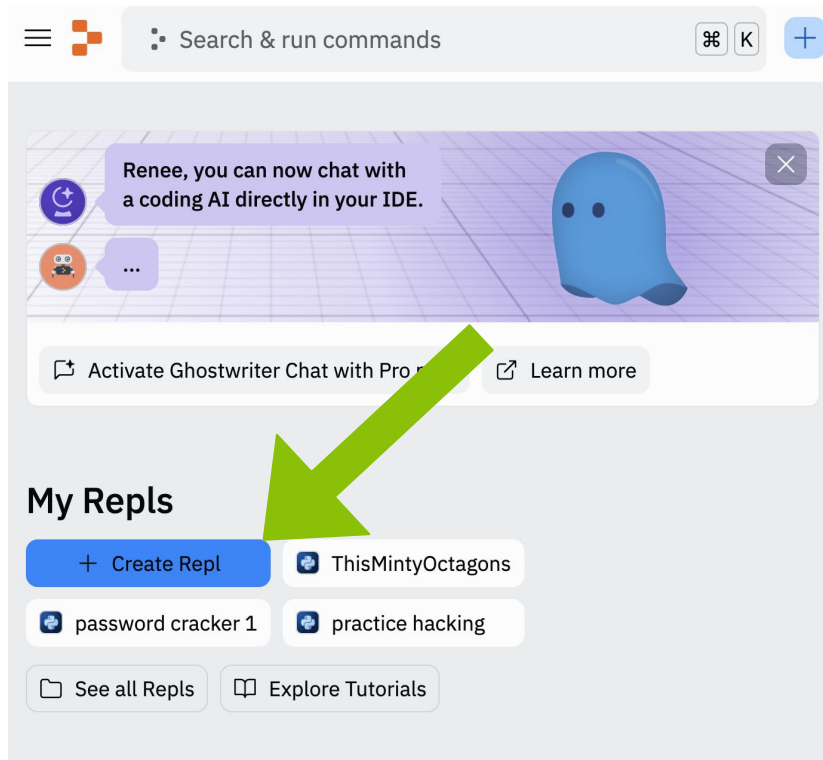 Search & run commands
⌘ K
Renee, you can now chat with
a coding AI directly in your IDE.
...
Activate Ghostwriter Chat with Pro
Learn more
My Repls
+ Create Repl
ThisMintyOctagons
password cracker 1
practice hacking
See all Repls
Explore Tutorials